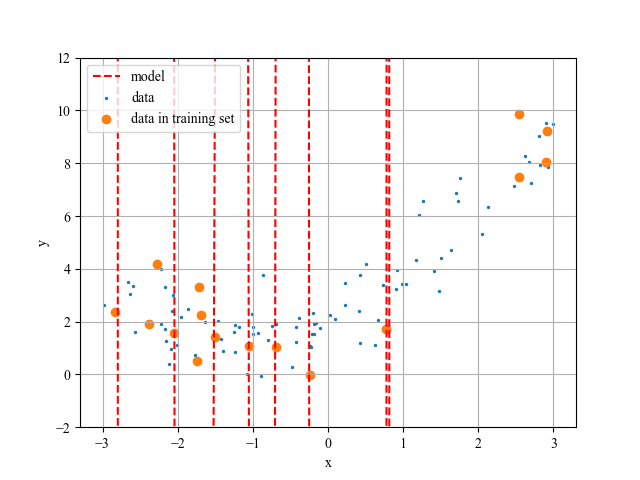 12
10
8
6
4
2
0
−2
y
model
data
data in training set
−3 −2 −1 0 1 2 3
x